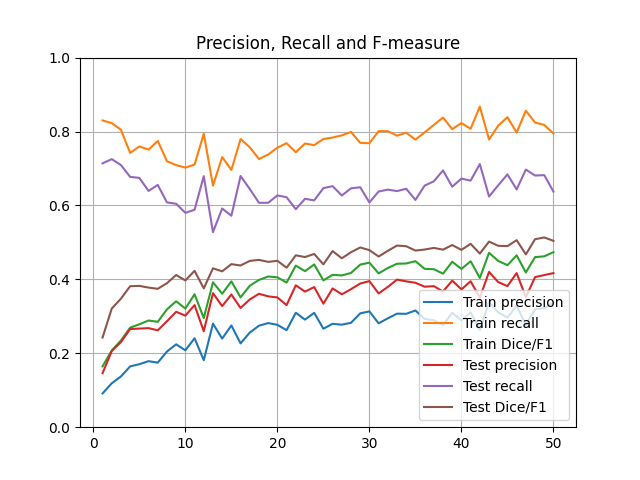 Precision, Recall and F-measure
1.0
0.8
0.6
0.4
0.2
0.0
0 10 20 30 40 50
Train precision
Train recall
Train Dice/F1
Test precision
Test recall
Test Dice/F1